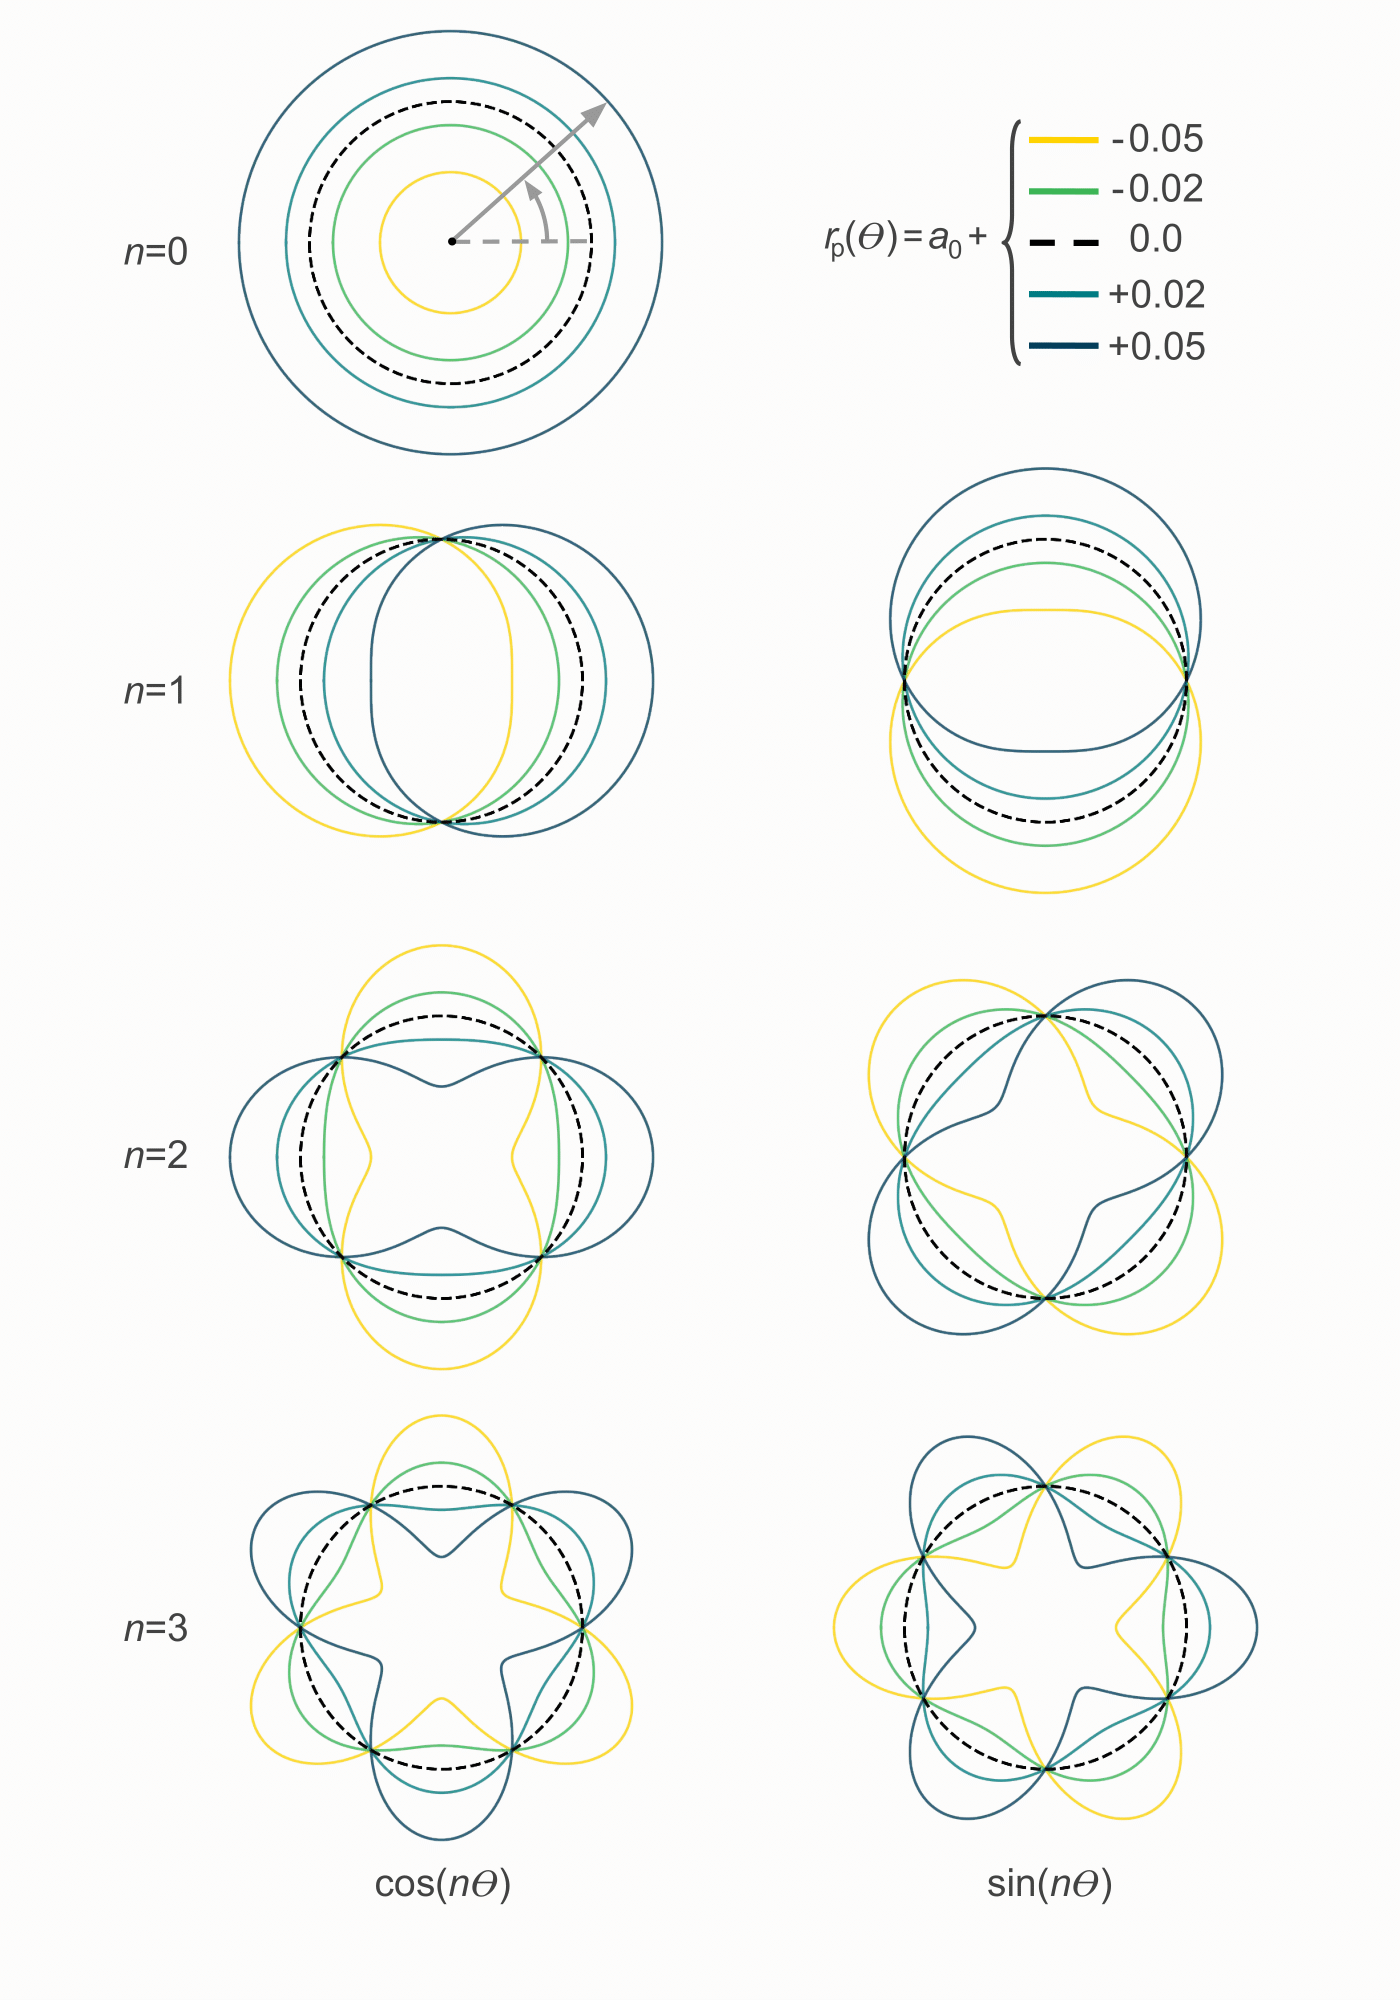 -0.05
-0.02
rp(Θ) = a0 + 0.0
+0.02
+0.05
n=0
n=1
n=2
n=3
cos(nΘ) sin(nΘ)